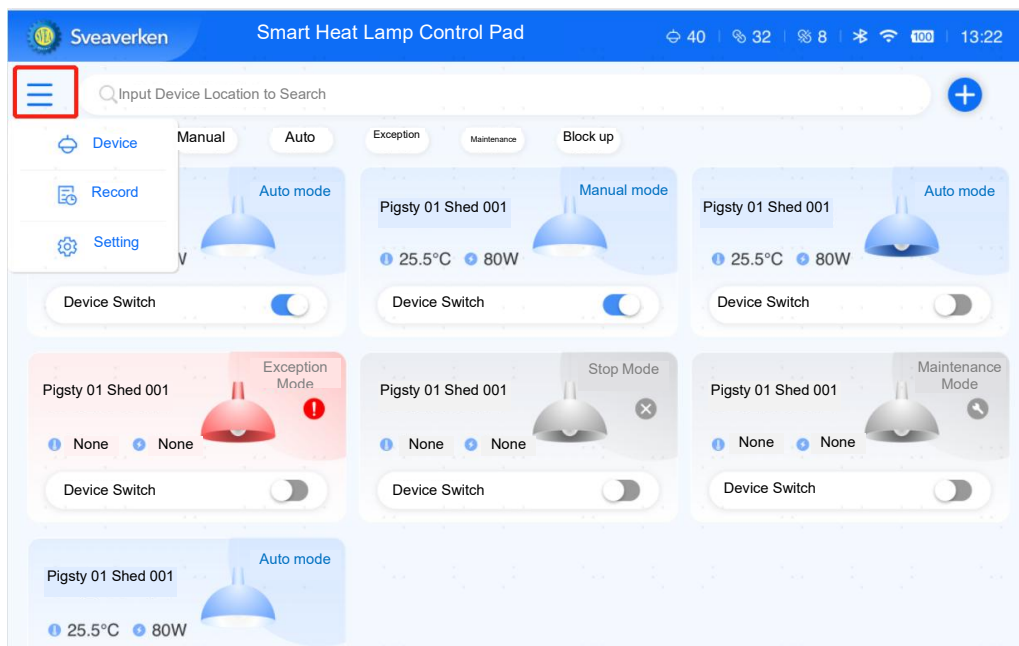 Sveaverken
Smart Heat Lamp Control Pad
40 32 8 100 13:22
Input Device Location to Search
Device
Record
Setting
Manual Auto Exception Maintenance Block up
Auto mode
W
Device Switch
Manual mode
Pigsty 01 Shed 001
25.5°C 80W
Device Switch
Auto mode
Pigsty 01 Shed 001
25.5°C 80W
Device Switch
Exception
Mode
Pigsty 01 Shed 001
None None
Device Switch
Stop Mode
Pigsty 01 Shed 001
None None
Device Switch
Maintenance
Mode
Pigsty 01 Shed 001
None None
Device Switch
Auto mode
Pigsty 01 Shed 001
25.5°C 80W